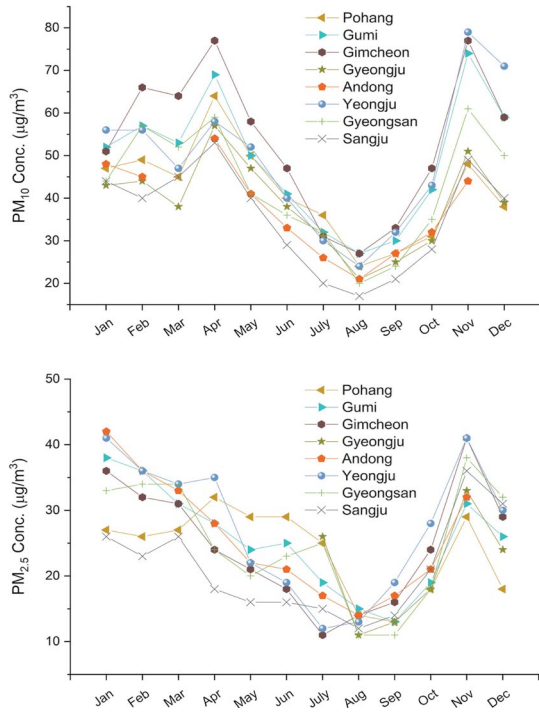 80
70
60
50
40
30
20
PM10 Conc. (μg/m3)
Pohang
Gumi
Gimcheon
Gyeongju
Andong
Yeongju
Gyeongsan
Sangju
Jan Feb Mar Apr May Jun July Aug Sep Oct Nov Dec
50
40
30
20
10
PM2.5 Conc. (μg/m3)
Pohang
Gumi
Gimcheon
Gyeongju
Andong
Yeongju
Gyeongsan
Sangju
Jan Feb Mar Apr May Jun July Aug Sep Oct Nov Dec